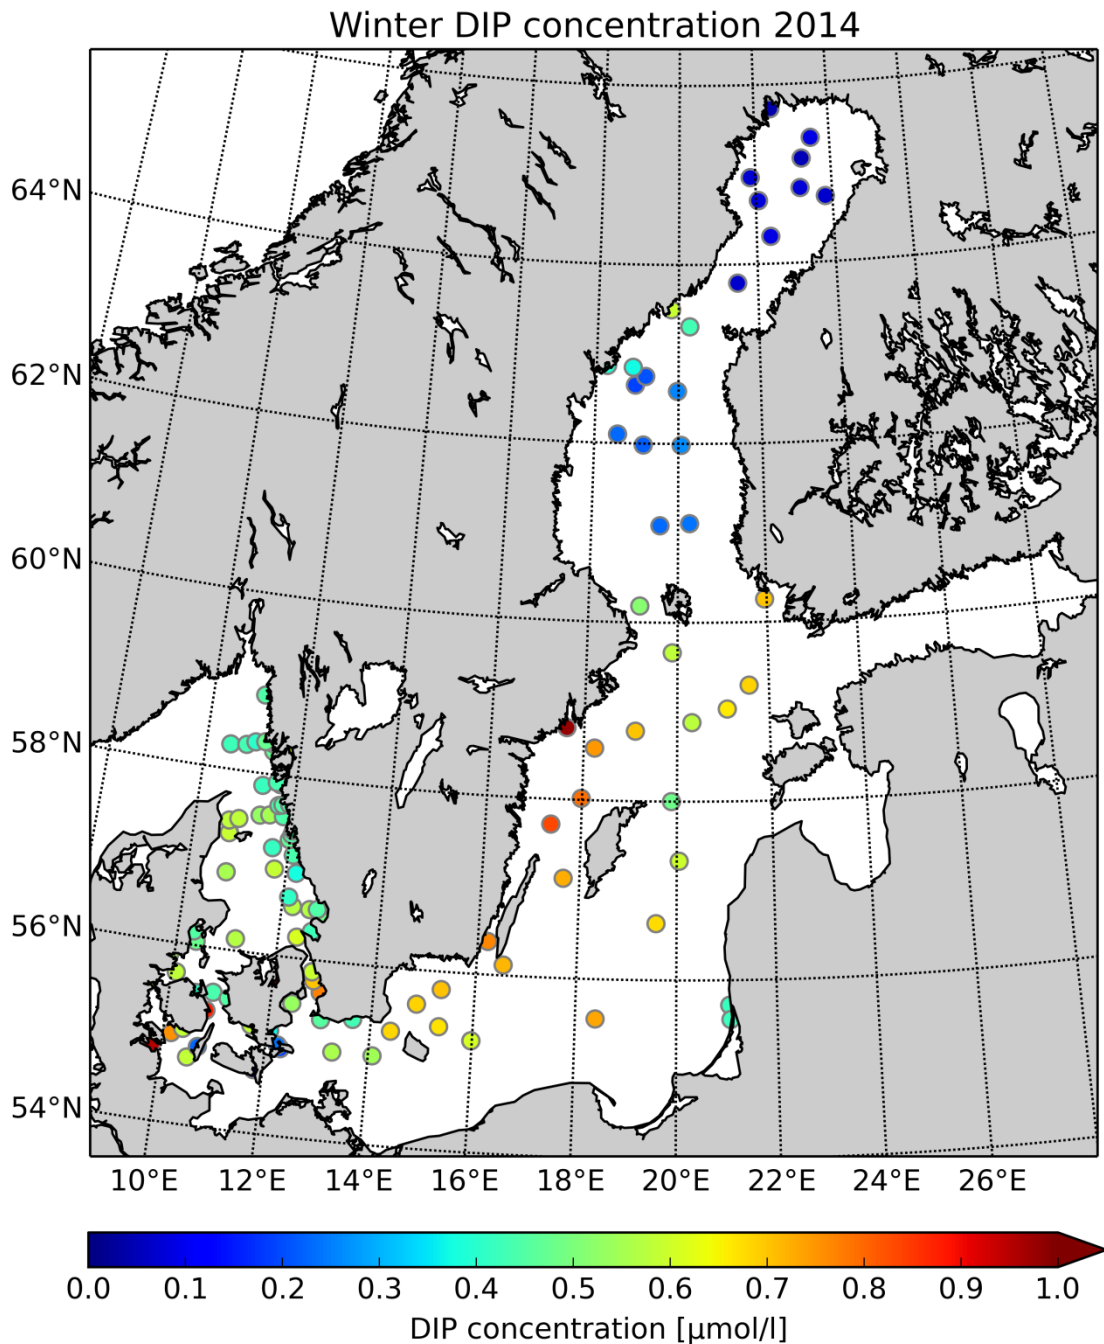 Winter DIP concentration 2014
64°N
62°N
60°N
58°N
56°N
54°N
10°E 12°E 14°E 16°E 18°E 20°E 22°E 24°E 26°E
0.0 0.1 0.2 0.3 0.4 0.5 0.6 0.7 0.8 0.9 1.0
DIP concentration [µmol/l]